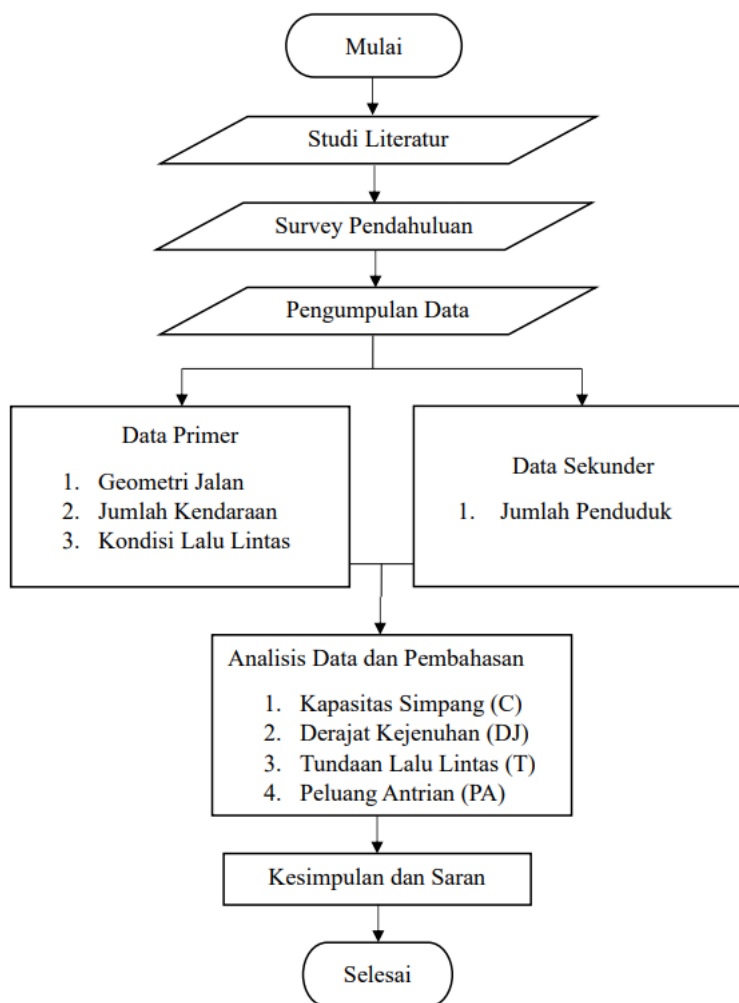 Mulai
Studi Literatur
Survey Pendahuluan
Pengumpulan Data
Data Primer
1. Geometri Jalan
2. Jumlah Kendaraan
3. Kondisi Lalu Lintas
Data Sekunder
1. Jumlah Penduduk
Analisis Data dan Pembahasan
1. Kapasitas Simpang (C)
2. Derajat Kejenuhan (DJ)
3. Tundaan Lalu Lintas (T)
4. Peluang Antrian (PA)
Kesimpulan dan Saran
Selesai